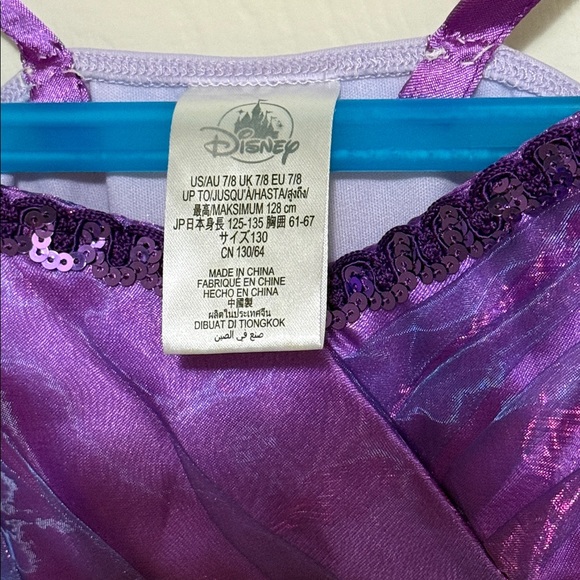 DISNEY
US/AU 7/8 UK 7/8 EU 7/8
UP TO/JUSQU'À/HASTA/สูงถึง/
最高/MAKSIMUM 128 cm
JP日本身長 125-135 胸囲 61-67
サイズ130
CN 130/64
MADE IN CHINA
FABRIQUÉ EN CHINE
HECHO EN CHINA
中國製
ผลิตในประเทศจีน
DIBUAT DI TIONGKOK
صنع في الصين